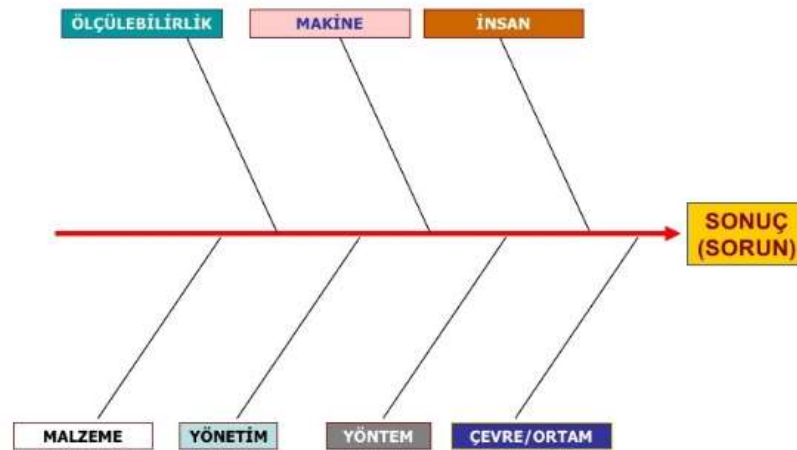 ÖLÇÜLEBİLİRLİK
MAKİNE
İNSAN
SONUÇ
(SORUN)
MALZEME
YÖNETİM
YÖNTEM
ÇEVRE/ORTAM